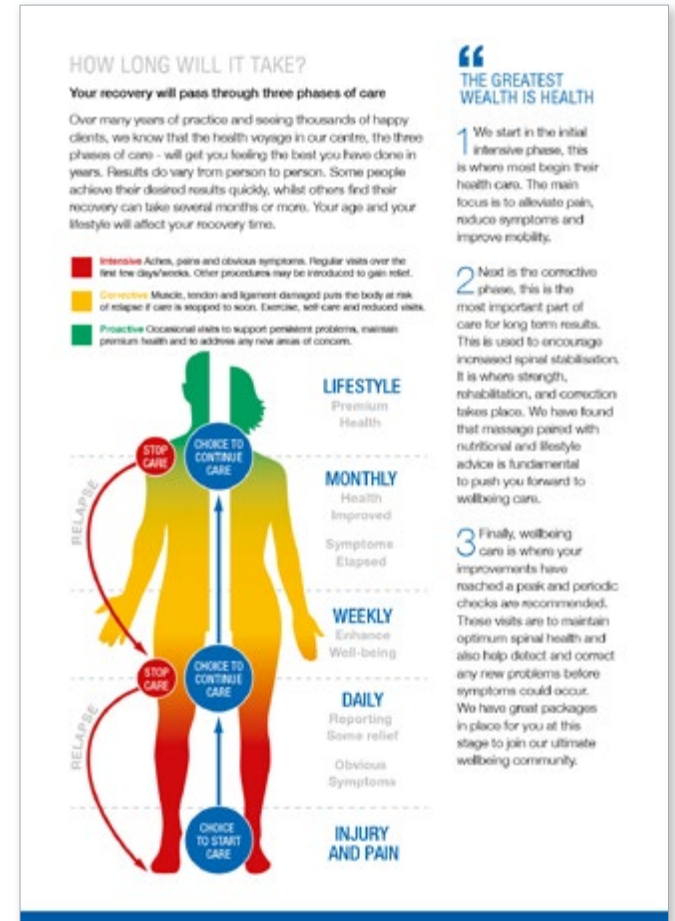 HOW LONG WILL IT TAKE?
Your recovery will pass through three phases of care
Over many years of practice and seeing thousands of happy
clients, we know that the health voyage in our centre, the three
phases of care - will get you feeling the best you have done in
years. Results do vary from person to person. Some people
achieve their desired results quickly, whilst others find their
recovery can take several months or more. Your age and your
lifestyle will affect your recovery time.
Intensive Aches, pains and obvious symptoms. Regular visits over the
first few days/weeks. Other procedures may be introduced to gain relief.
Corrective Muscle, tendon and ligament damaged puts the body at risk
of relapse if care is stopped to soon. Exercise, self-care and reduced visits.
Proactive Occasional visits to support persistent problems, maintain
premium health and to address any new areas of concern.
LIFESTYLE
Premium
Health
STOP
CARE
CHOICE TO
CONTINUE
CARE
RELAPSE
MONTHLY
Health
Improved
Symptoms
Elapsed
WEEKLY
Enhance
Well-being
STOP
CARE
CHOICE TO
CONTINUE
CARE
RELAPSE
DAILY
Reporting
Some relief
Obvious
Symptoms
CHOICE
TO START
CARE
INJURY
AND PAIN
“
THE GREATEST
WEALTH IS HEALTH
1 We start in the initial
intensive phase, this
is where most begin their
health care. The main
focus is to alleviate pain,
reduce symptoms and
improve mobility.
2 Next is the corrective
phase, this is the
most important part of
care for long term results.
This is used to encourage
increased spinal stabilisation.
It is where strength,
rehabilitation, and correction
takes place. We have found
that massage paired with
nutritional and lifestyle
advice is fundamental
to push you forward to
wellbeing care.
3 Finally, wellbeing
care is where your
improvements have
reached a peak and periodic
checks are recommended.
These visits are to maintain
optimum spinal health and
also help detect and correct
any new problems before
symptoms could occur.
We have great packages
in place for you at this
stage to join our ultimate
wellbeing community.